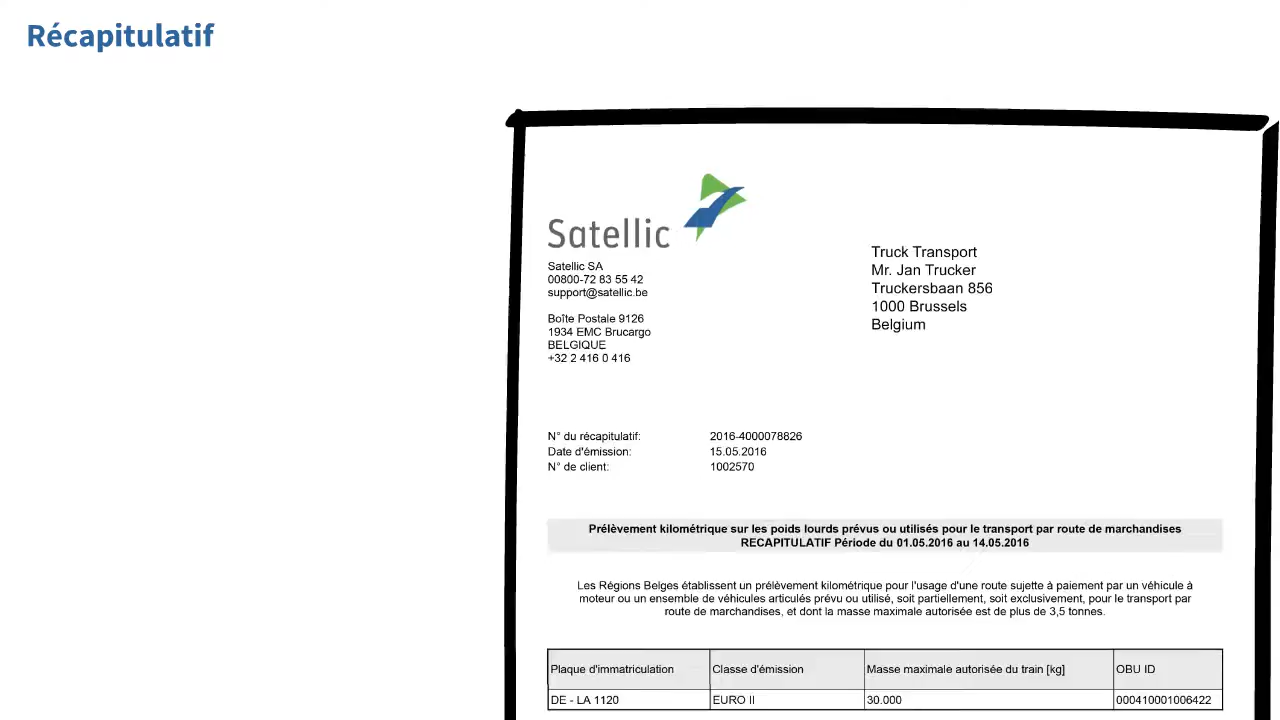 Récapitulatif
Satellic
Satellic SA
00800-72 83 55 42
support@satellic.be
Boîte Postale 9126
1934 EMC Brucargo
BELGIQUE
+32 2 416 0 416
Truck Transport
Mr. Jan Trucker
Truckersbaan 856
1000 Brussels
Belgium
N° du récapitulatif: 2016-4000078826
Date d'émission: 15.05.2016
N° de client: 1002570
Prélèvement kilométrique sur les poids lourds prévus ou utilisés pour le transport par route de marchandises
RECAPITULATIF Période du 01.05.2016 au 14.05.2016
Les Régions Belges établissent un prélèvement kilométrique pour l'usage d'une route sujette à paiement par un véhicule à
moteur ou un ensemble de véhicules articulés prévu ou utilisé, soit partiellement, soit exclusivement, pour le transport par
route de marchandises, et dont la masse maximale autorisée est de plus de 3,5 tonnes.
Plaque d'immatriculation Classe d'émission Masse maximale autorisée du train [kg] OBU ID
DE - LA 1120 EURO II 30.000 000410001006422